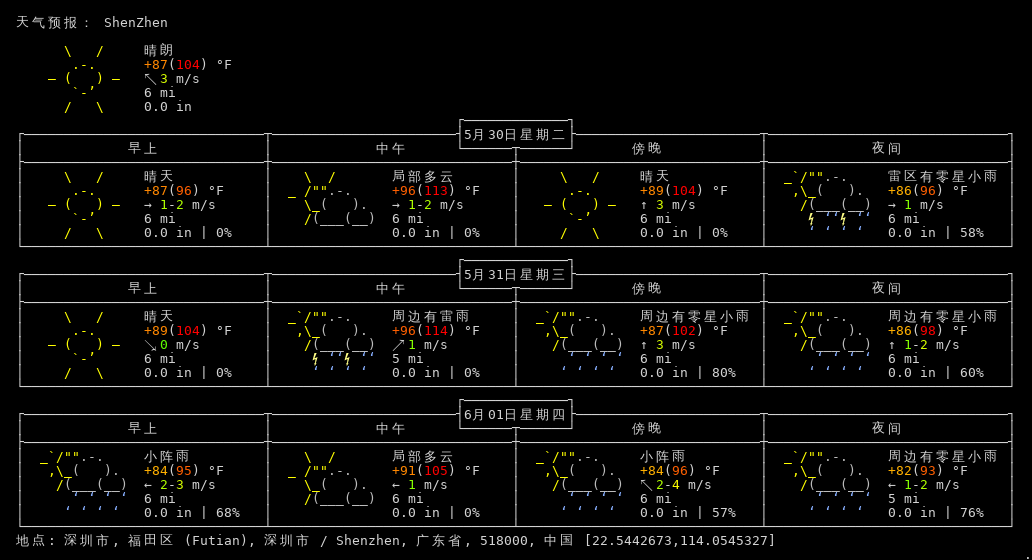 天气预报： ShenZhen
晴朗
+87(104) °F
↖ 3 m/s
6 mi
0.0 in
5月30日星期二
早上 中午 傍晚 夜间
晴天 局部多云 晴天 雷区有零星小雨
+87(96) °F +96(113) °F +89(104) °F +86(96) °F
→ 1-2 m/s → 1-2 m/s ↑ 3 m/s → 1 m/s
6 mi 6 mi 6 mi 6 mi
0.0 in | 0% 0.0 in | 0% 0.0 in | 0% 0.0 in | 58%
5月31日星期三
早上 中午 傍晚 夜间
晴天 周边有雷雨 周边有零星小雨 周边有零星小雨
+89(104) °F +96(114) °F +87(102) °F +86(98) °F
↘ 0 m/s ↗ 1 m/s ↑ 3 m/s ↑ 1-2 m/s
6 mi 5 mi 6 mi 6 mi
0.0 in | 0% 0.0 in | 0% 0.0 in | 80% 0.0 in | 60%
6月01日星期四
早上 中午 傍晚 夜间
小阵雨 局部多云 小阵雨 周边有零星小雨
+84(95) °F +91(105) °F +84(96) °F +82(93) °F
← 2-3 m/s ← 1 m/s ↖ 2-4 m/s ← 1-2 m/s
6 mi 6 mi 6 mi 5 mi
0.0 in | 68% 0.0 in | 0% 0.0 in | 57% 0.0 in | 76%
地点: 深圳市, 福田区 (Futian), 深圳市 / Shenzhen, 广东省, 518000, 中国 [22.5442673,114.0545327]